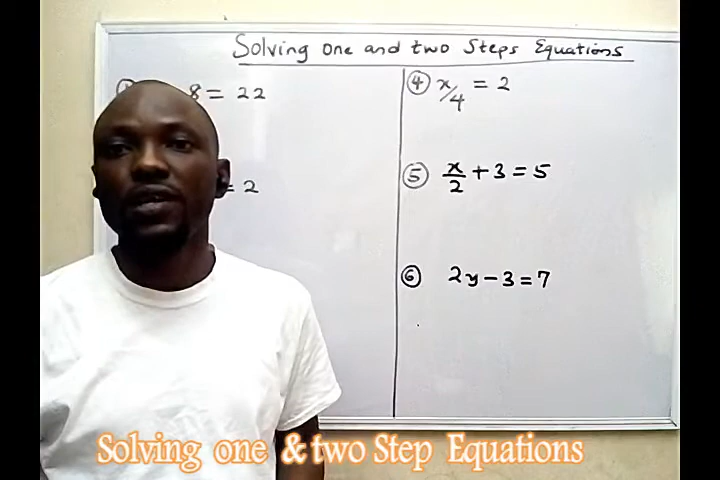 Solving one and two Steps Equations
8 = 22
= 2
④ x/4 = 2
⑤ x/2 + 3 = 5
⑥ 2y - 3 = 7
Solving one & two Step Equations